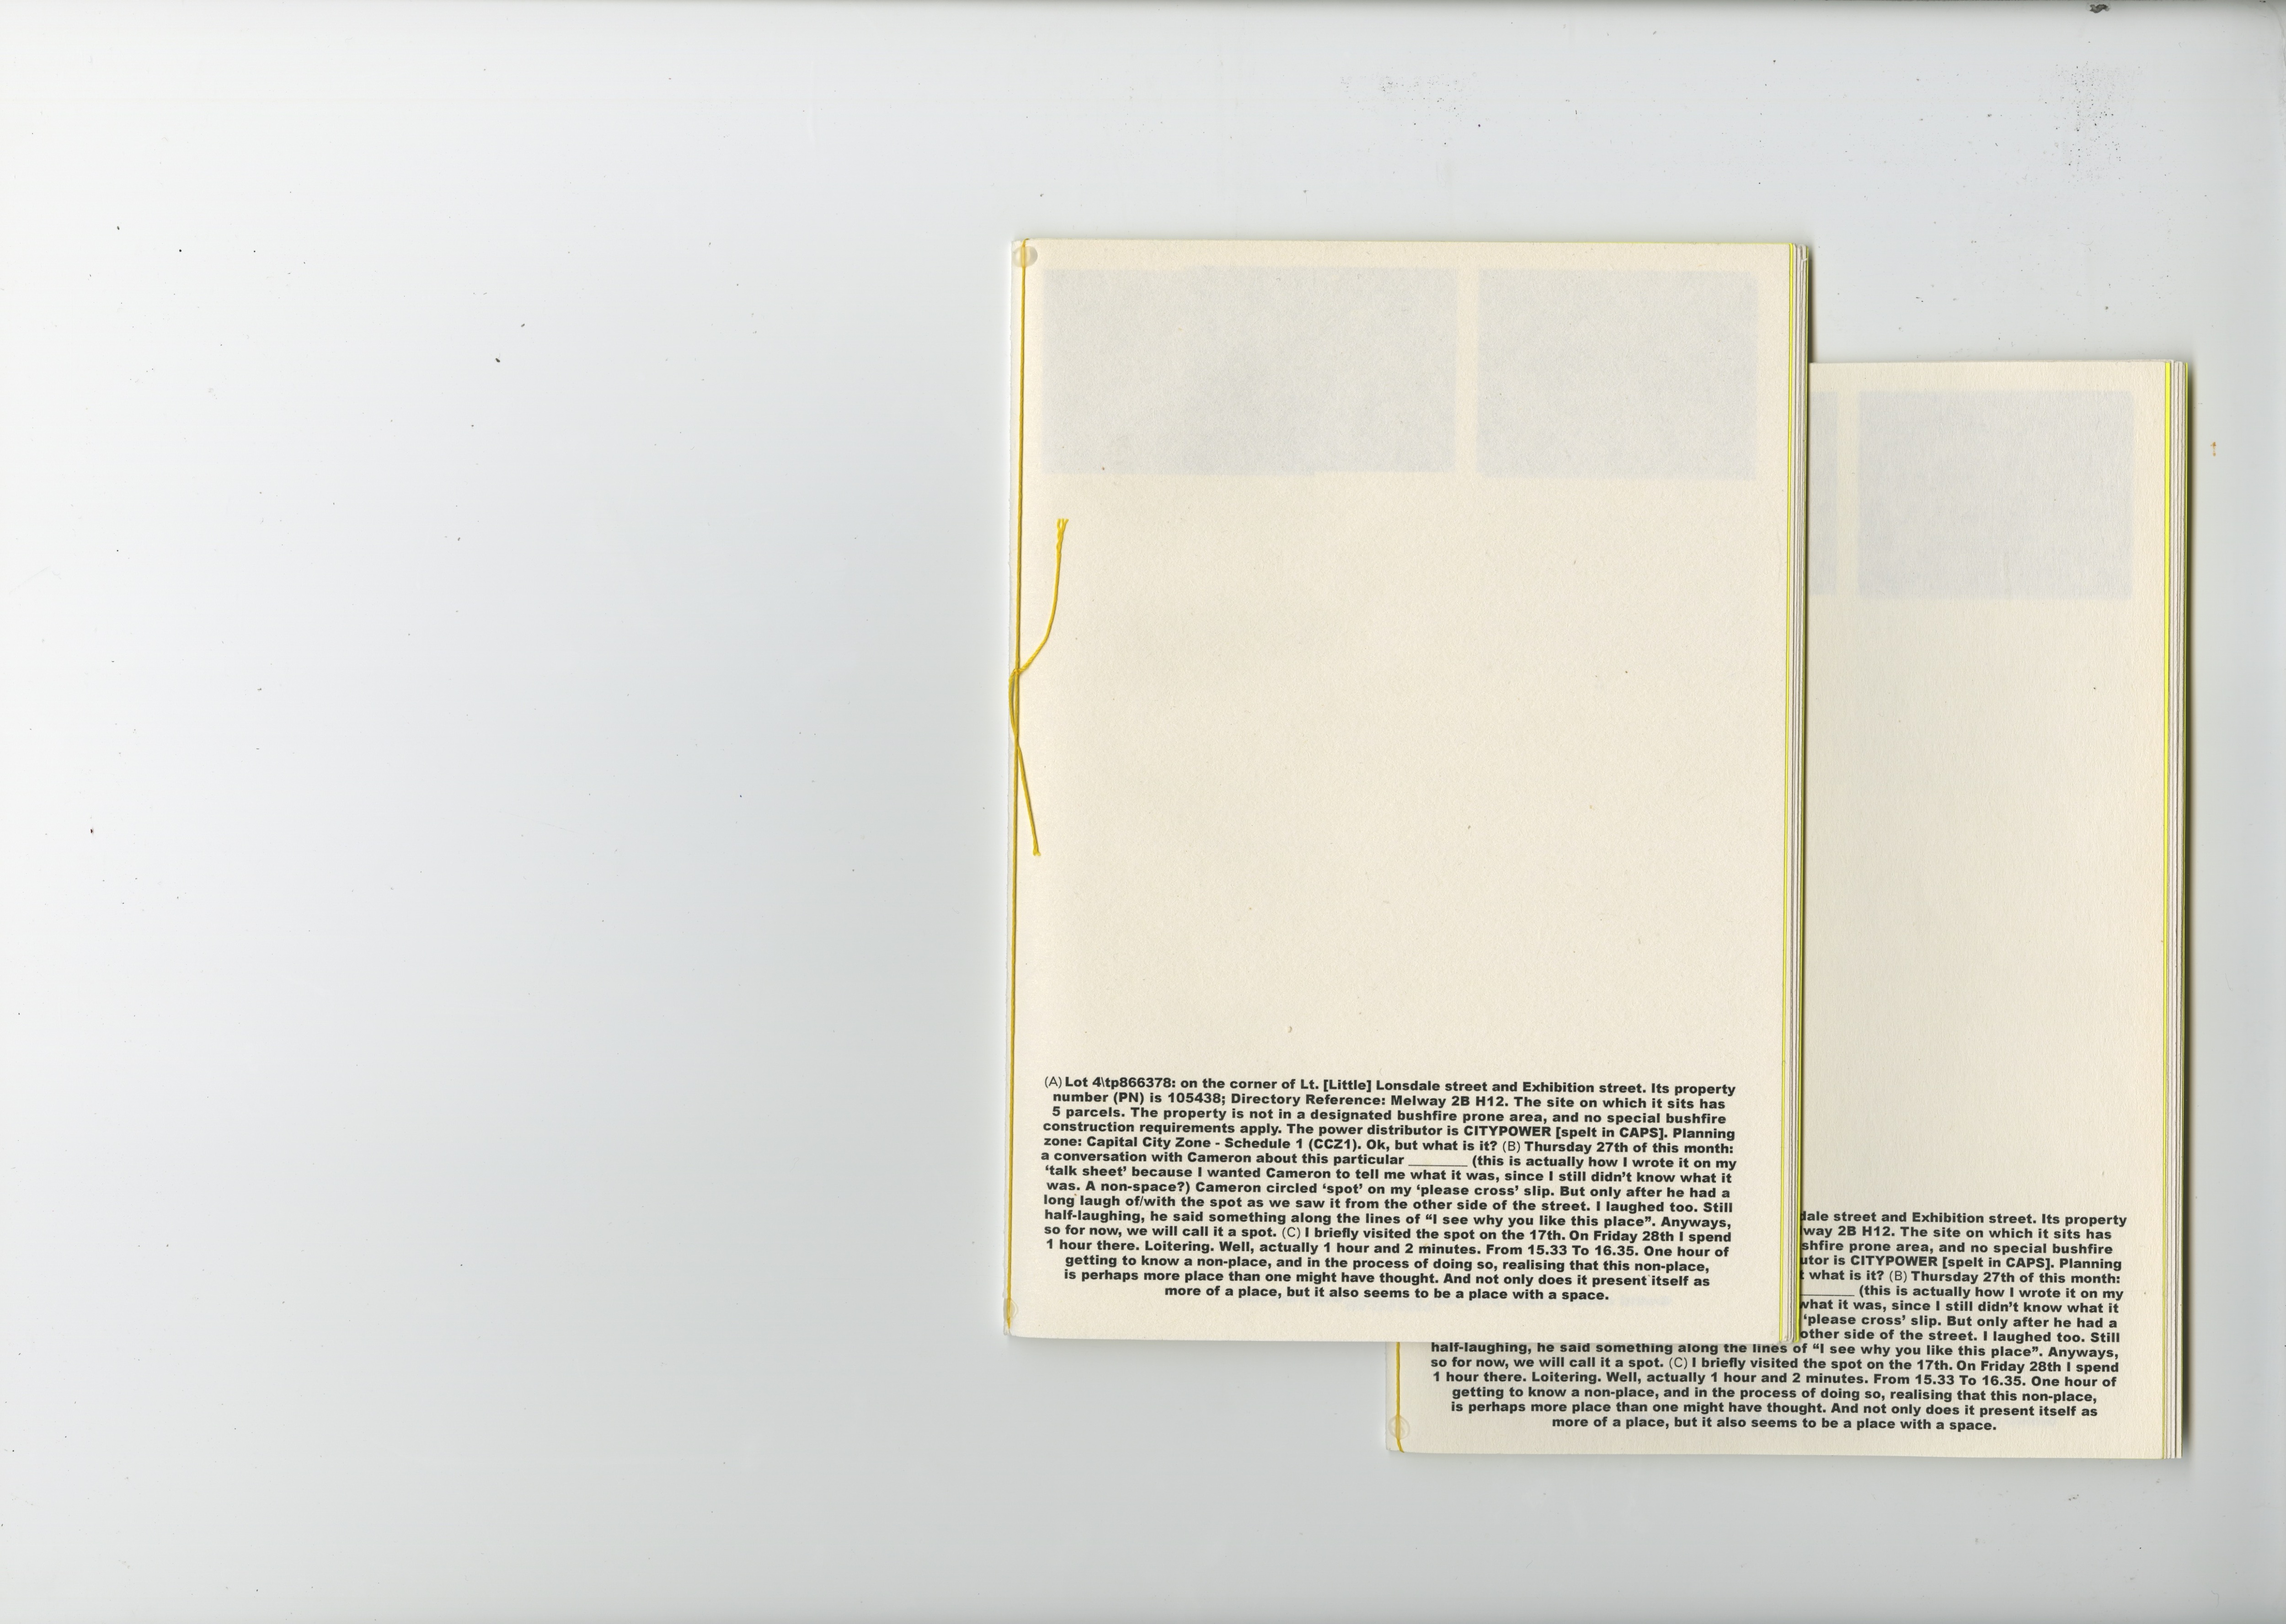 (A) Lot 4\tp866378: on the corner of Lt. [Little] Lonsdale street and Exhibition street. Its property
number (PN) is 105438; Directory Reference: Melway 2B H12. The site on which it sits has
5 parcels. The property is not in a designated bushfire prone area, and no special bushfire
construction requirements apply. The power distributor is CITYPOWER [spelt in CAPS]. Planning
zone: Capital City Zone - Schedule 1 (CCZ1). Ok, but what is it? (B) Thursday 27th of this month:
a conversation with Cameron about this particular _______ (this is actually how I wrote it on my
‘talk sheet’ because I wanted Cameron to tell me what it was, since I still didn’t know what it
was. A non-space?) Cameron circled ‘spot’ on my ‘please cross’ slip. But only after he had a
long laugh of/with the spot as we saw it from the other side of the street. I laughed too. Still
half-laughing, he said something along the lines of “I see why you like this place”. Anyways,
so for now, we will call it a spot. (C) I briefly visited the spot on the 17th. On Friday 28th I spend
1 hour there. Loitering. Well, actually 1 hour and 2 minutes. From 15.33 To 16.35. One hour of
getting to know a non-place, and in the process of doing so, realising that this non-place,
is perhaps more place than one might have thought. And not only does it present itself as
more of a place, but it also seems to be a place with a space.
street and Exhibition street. Its property
2B H12. The site on which it sits has
prone area, and no special bushfire
is CITYPOWER [spelt in CAPS]. Planning
what is it? (B) Thursday 27th of this month:
(this is actually how I wrote it on my
what it was, since I still didn’t know what it
‘please cross’ slip. But only after he had a
other side of the street. I laughed too. Still
half-laughing, he said something along the lines of “I see why you like this place”. Anyways,
so for now, we will call it a spot. (C) I briefly visited the spot on the 17th. On Friday 28th I spend
1 hour there. Loitering. Well, actually 1 hour and 2 minutes. From 15.33 To 16.35. One hour of
getting to know a non-place, and in the process of doing so, realising that this non-place,
is perhaps more place than one might have thought. And not only does it present itself as
more of a place, but it also seems to be a place with a space.